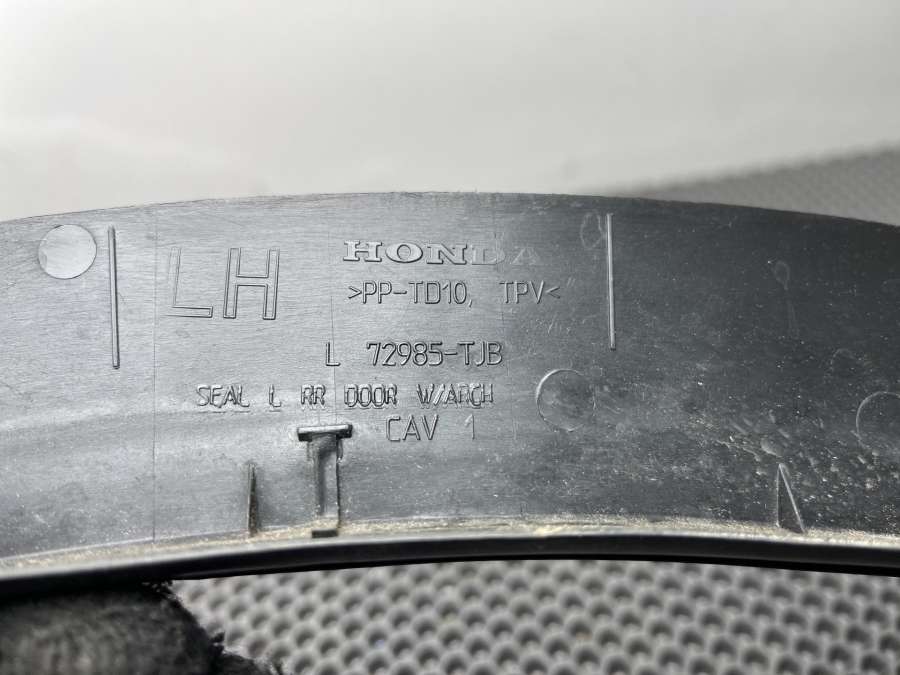 LH
HONDA
>PP-TD10, TPV<
L 72985-TJB
SEAL L RR DOOR W/ARCH
CAV 1